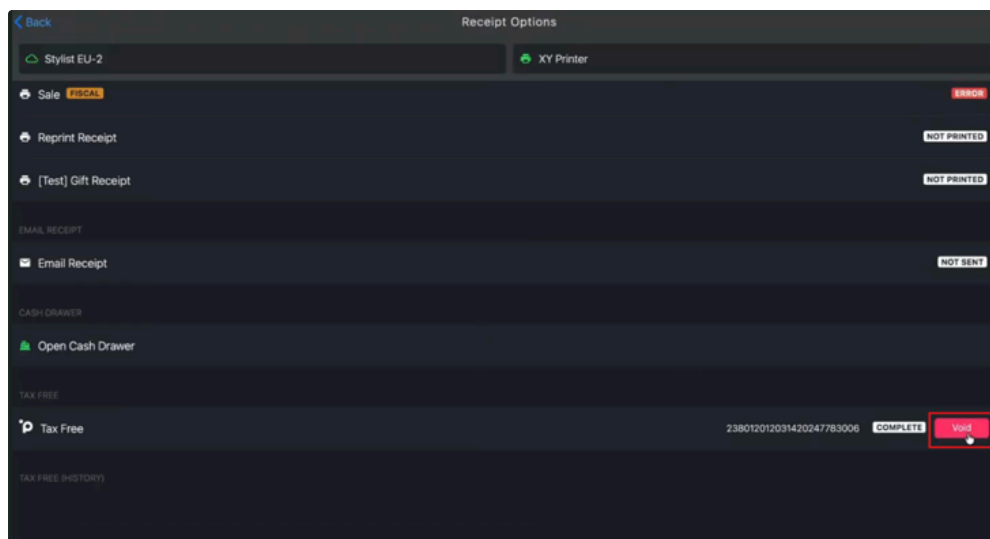 Back
Receipt Options
Stylist EU-2
XY Printer
Sale FISCAL ERROR
Reprint Receipt NOT PRINTED
[Test] Gift Receipt NOT PRINTED
EMAIL RECEIPT
Email Receipt NOT SENT
CASH DRAWER
Open Cash Drawer
TAX FREE
Tax Free 23801201203142024778​3006 COMPLETE Void
TAX FREE (HISTORY)